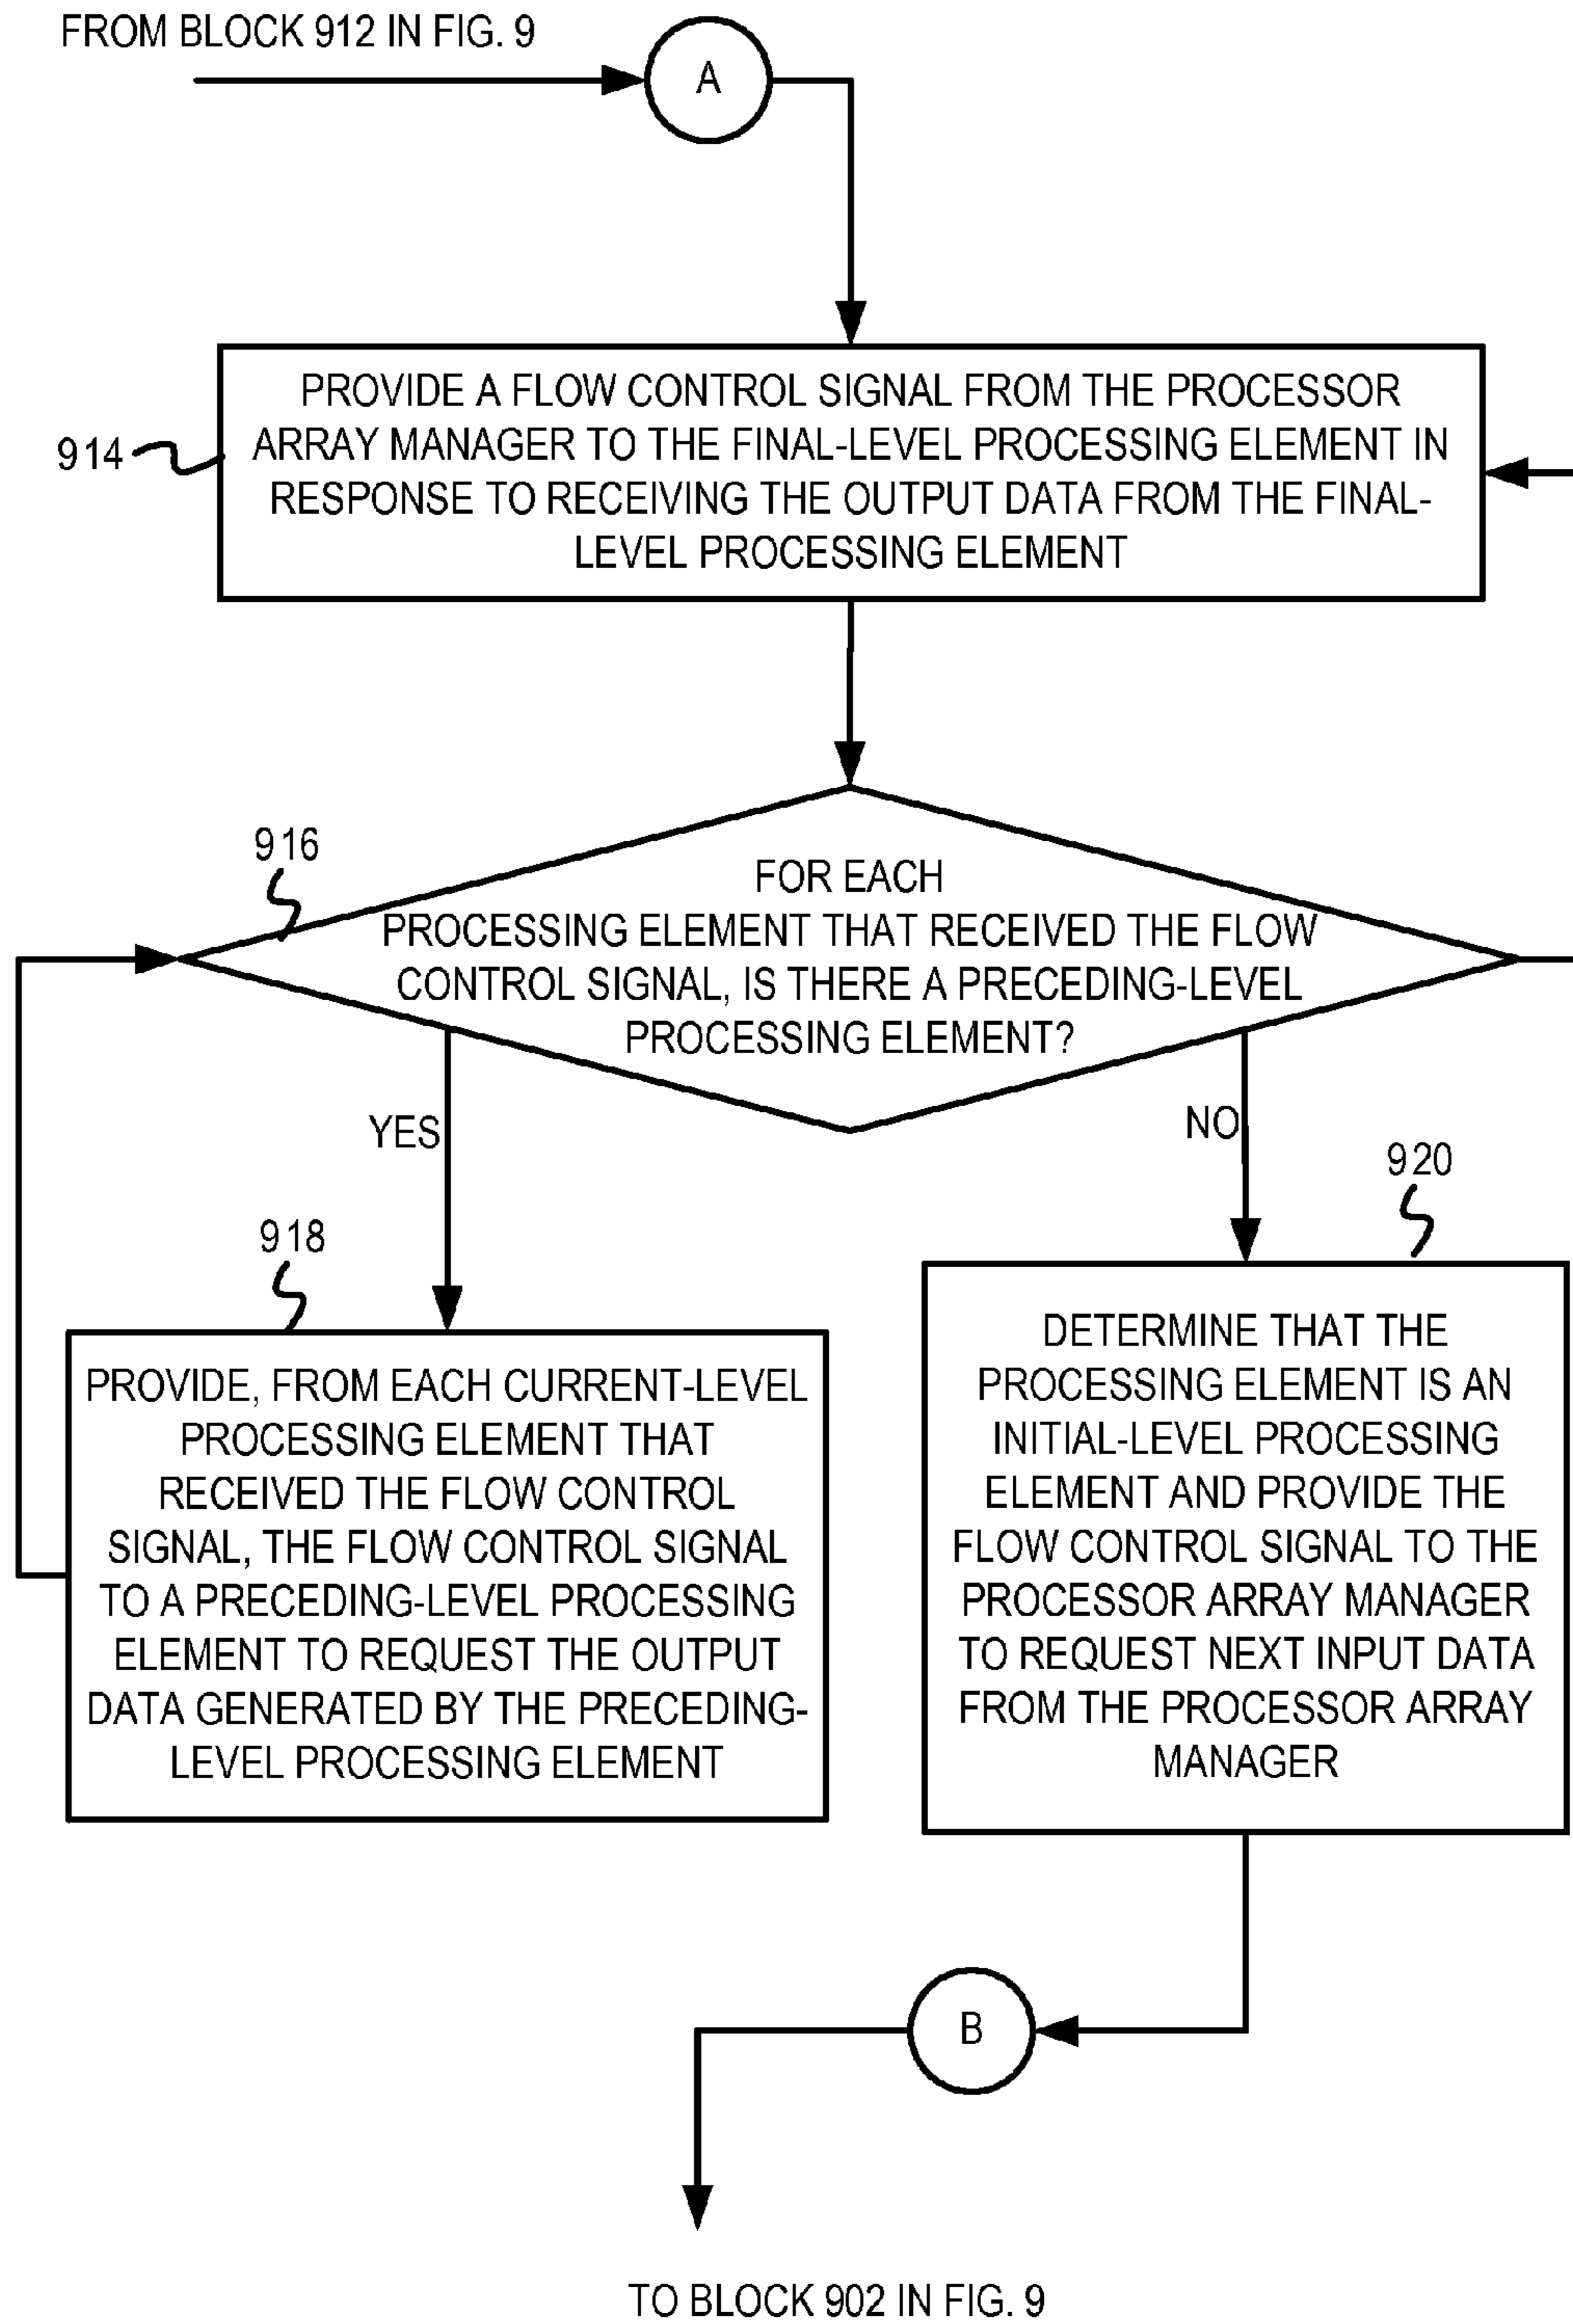 FROM BLOCK 912 IN FIG. 9
A
PROVIDE A FLOW CONTROL SIGNAL FROM THE PROCESSOR
ARRAY MANAGER TO THE FINAL-LEVEL PROCESSING ELEMENT IN
RESPONSE TO RECEIVING THE OUTPUT DATA FROM THE FINAL-
LEVEL PROCESSING ELEMENT
914
916
FOR EACH
PROCESSING ELEMENT THAT RECEIVED THE FLOW
CONTROL SIGNAL, IS THERE A PRECEDING-LEVEL
PROCESSING ELEMENT?
YES
NO
918
PROVIDE, FROM EACH CURRENT-LEVEL
PROCESSING ELEMENT THAT
RECEIVED THE FLOW CONTROL
SIGNAL, THE FLOW CONTROL SIGNAL
TO A PRECEDING-LEVEL PROCESSING
ELEMENT TO REQUEST THE OUTPUT
DATA GENERATED BY THE PRECEDING-
LEVEL PROCESSING ELEMENT
920
DETERMINE THAT THE
PROCESSING ELEMENT IS AN
INITIAL-LEVEL PROCESSING
ELEMENT AND PROVIDE THE
FLOW CONTROL SIGNAL TO THE
PROCESSOR ARRAY MANAGER
TO REQUEST NEXT INPUT DATA
FROM THE PROCESSOR ARRAY
MANAGER
B
TO BLOCK 902 IN FIG. 9